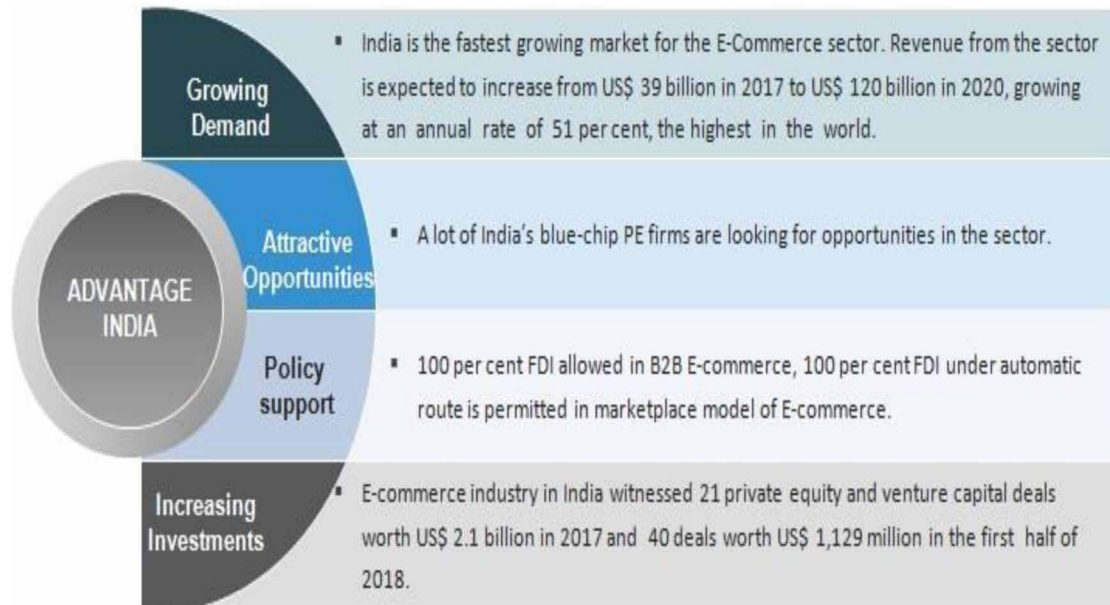 Growing
Demand
▪ India is the fastest growing market for the E-Commerce sector. Revenue from the sector
is expected to increase from US$ 39 billion in 2017 to US$ 120 billion in 2020, growing
at an annual rate of 51 per cent, the highest in the world.
Attractive
Opportunities
▪ A lot of India's blue-chip PE firms are looking for opportunities in the sector.
ADVANTAGE
INDIA
Policy
support
▪ 100 per cent FDI allowed in B2B E-commerce, 100 per cent FDI under automatic
route is permitted in marketplace model of E-commerce.
Increasing
Investments
▪ E-commerce industry in India witnessed 21 private equity and venture capital deals
worth US$ 2.1 billion in 2017 and 40 deals worth US$ 1,129 million in the first half of
2018.